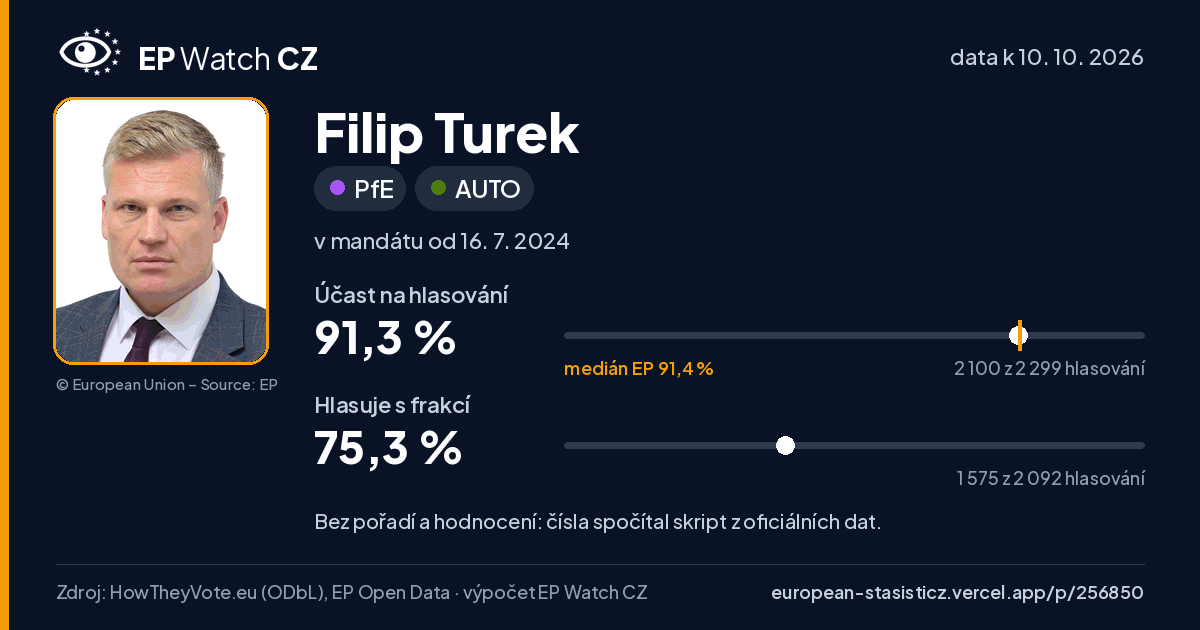 EP Watch CZ
data k 10. 10. 2026
Filip Turek
PfE
AUTO
v mandátu od 16. 7. 2024
Účast na hlasování
91,3 %
medián EP 91,4 %
2 100 z 2 299 hlasování
© European Union – Source: EP
Hlasuje s frakcí
75,3 %
1 575 z 2 092 hlasování
Bez pořadí a hodnocení: čísla spočítal skript z oficiálních dat.
Zdroj: HowTheyVote.eu (ODbL), EP Open Data · výpočet EP Watch CZ
european-stasisticz.vercel.app/p/256850